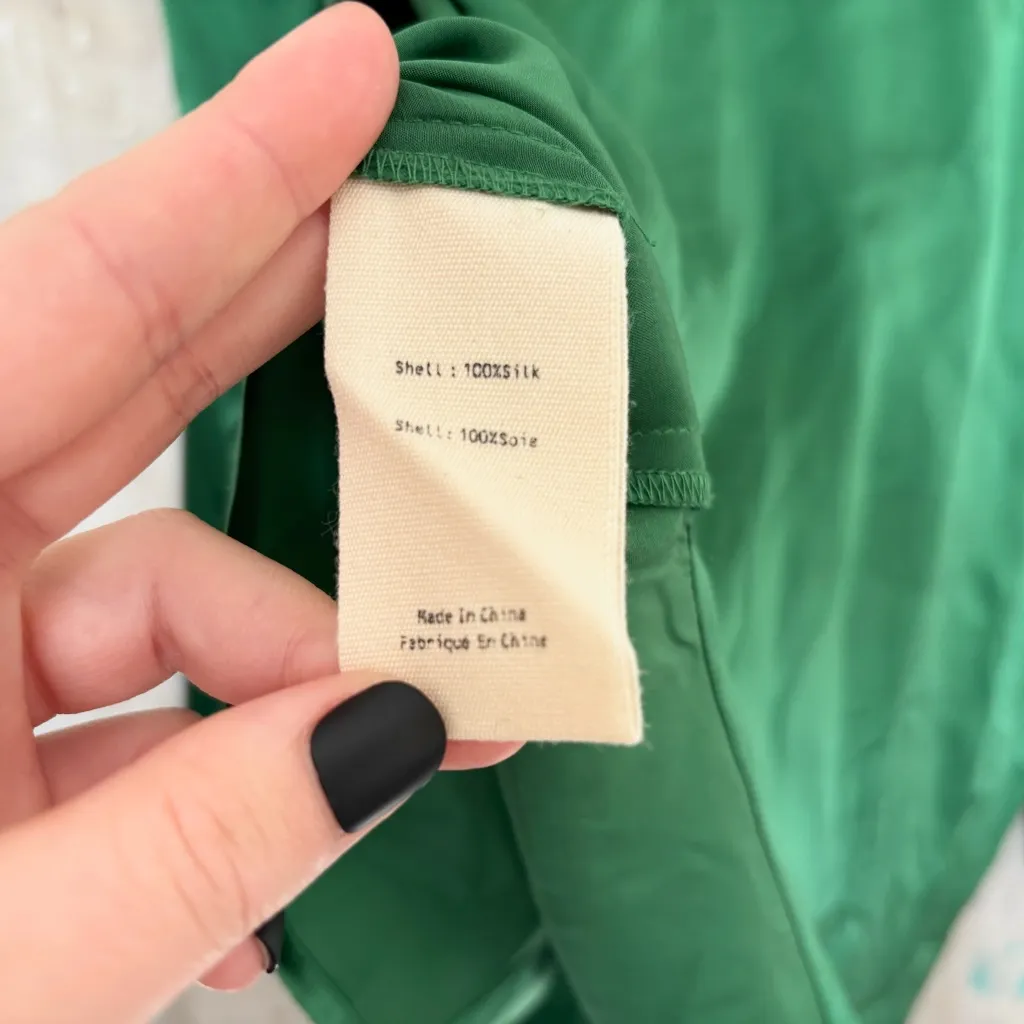 Shell : 100%Silk
Shell: 100%Soie
Made In China
Fabriqué En Chine